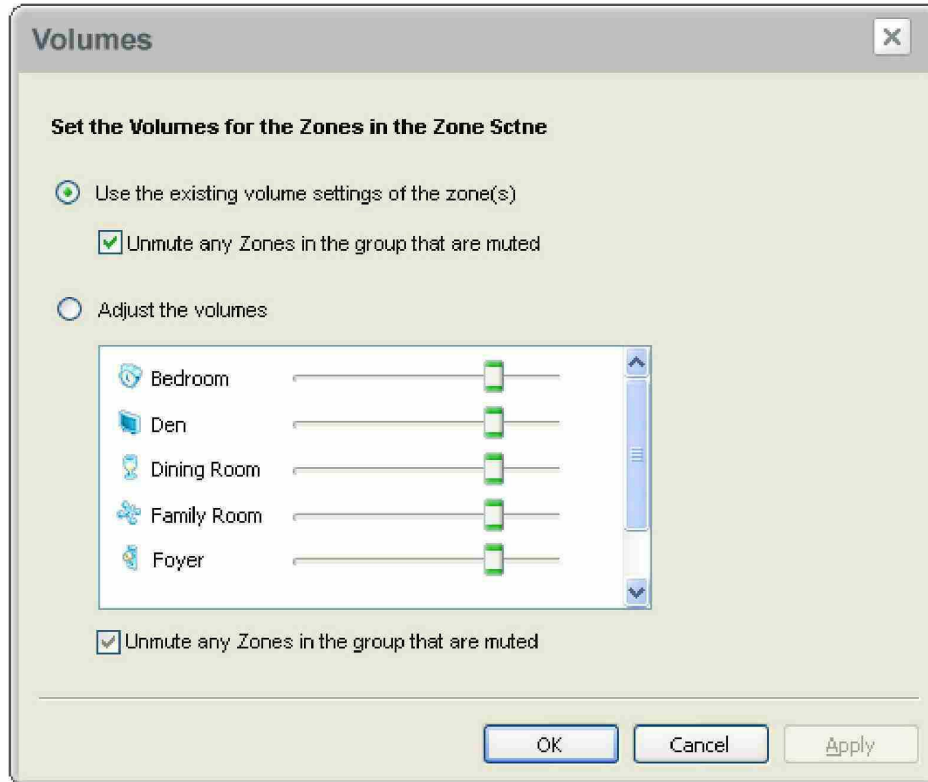 Volumes
Set the Volumes for the Zones in the Zone Sctne
Use the existing volume settings of the zone(s)
Unmute any Zones in the group that are muted
Adjust the volumes
Bedroom
Den
Dining Room
Family Room
Foyer
Unmute any Zones in the group that are muted
OK Cancel Apply